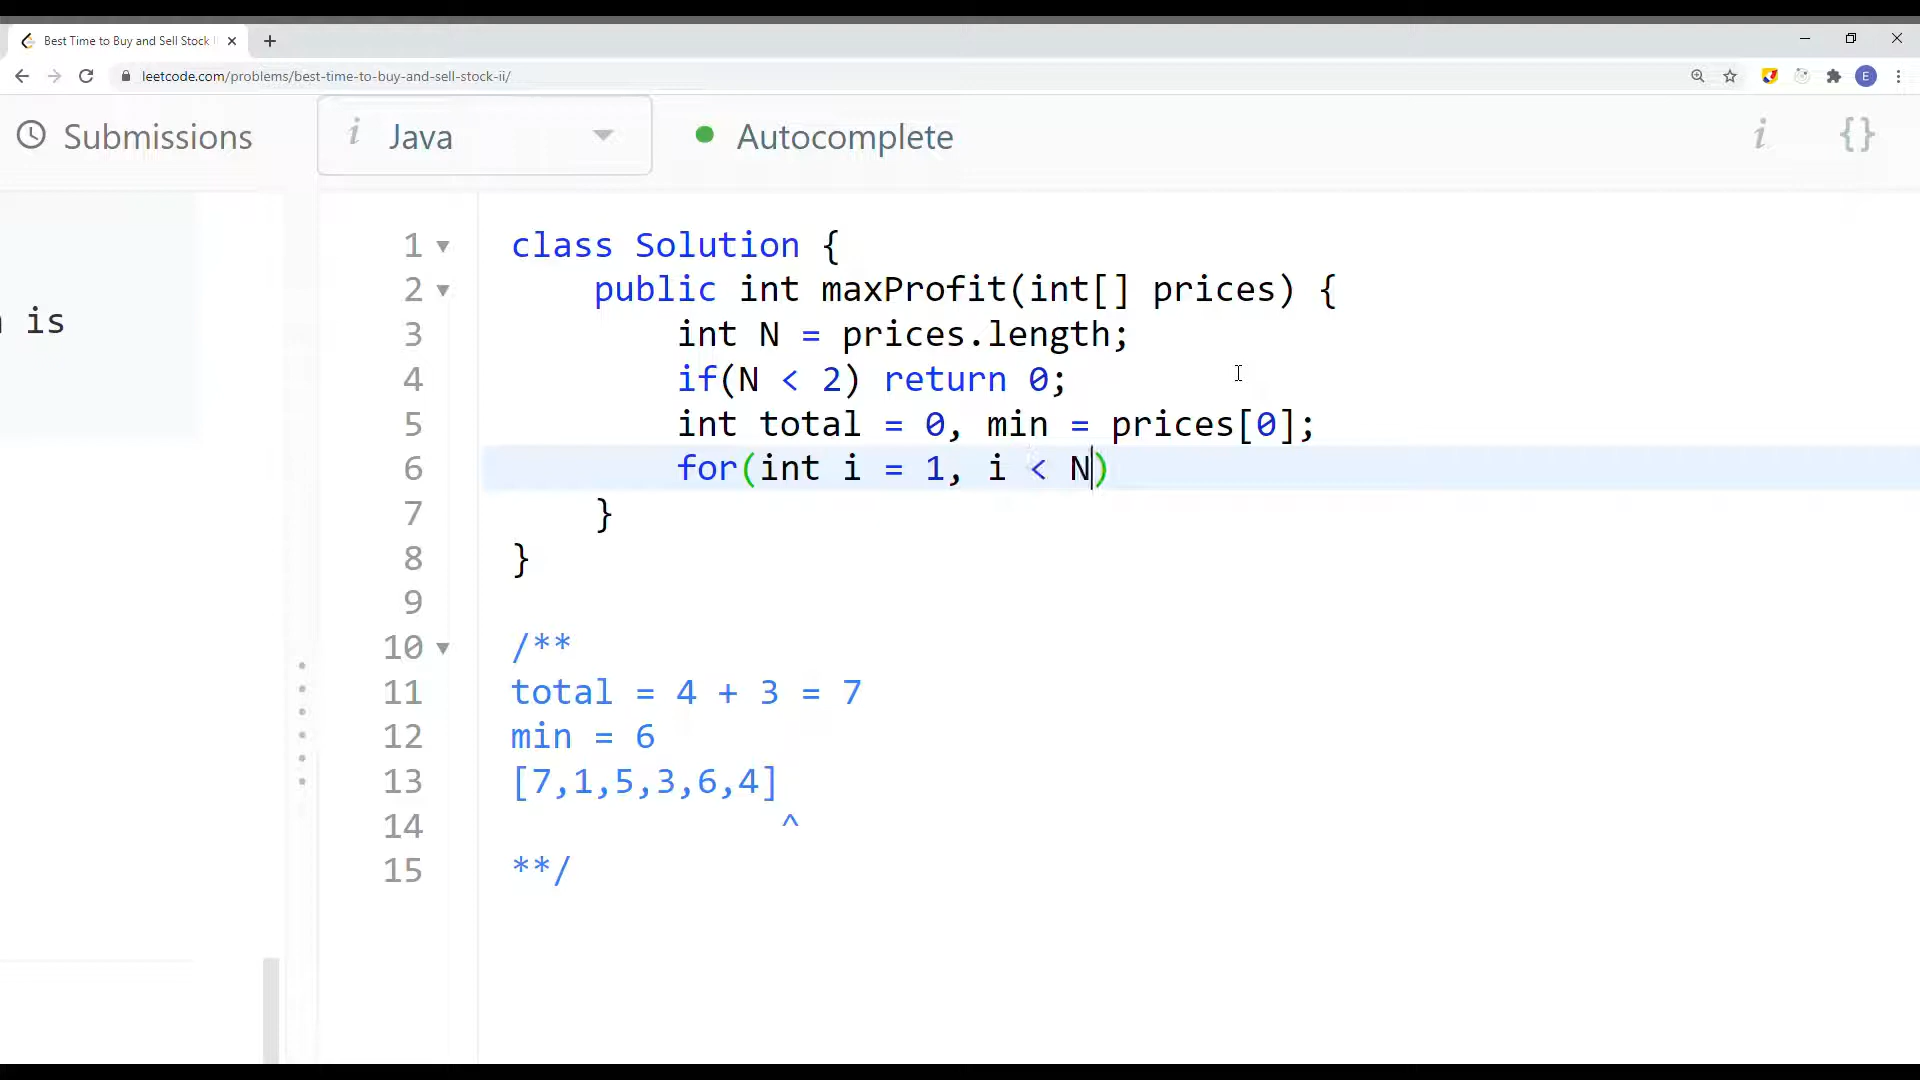 Best Time to Buy and Sell Stock
leetcode.com/problems/best-time-to-buy-and-sell-stock-ii/
E
Submissions
i Java
Autocomplete
i {}
is
1 class Solution {
2 public int maxProfit(int[] prices) {
3 int N = prices.length;
4 if(N < 2) return 0;
5 int total = 0, min = prices[0];
6 for(int i = 1, i < N)
7 }
8 }
9
10 /**
11 total = 4 + 3 = 7
12 min = 6
13 [7,1,5,3,6,4]
14 ^
15 **/